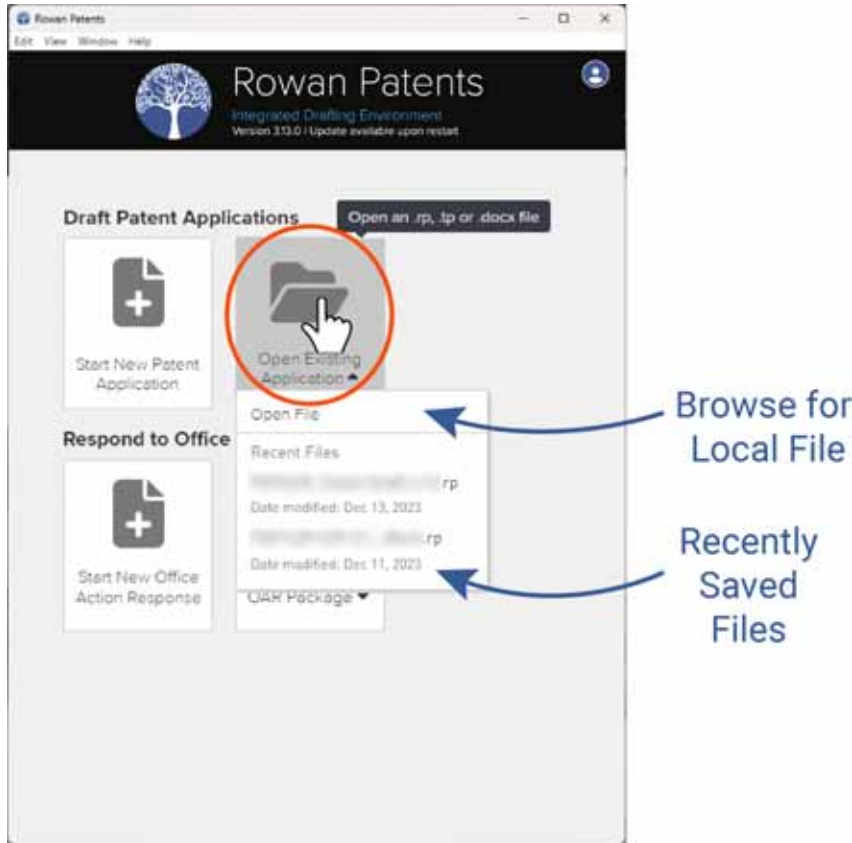 Rowan Patents
Edit View Window Help
Rowan Patents
Integrated Drafting Environment
Version 3.13.0 | Update available upon restart
Draft Patent Applications
Open an .rp, .tp or .docx file
Start New Patent
Application
Open Existing
Application
Open File
Browse for
Local File
Respond to Office
Recent Files
.rp
Date modified: Dec 13, 2023
.rp
Date modified: Dec 11, 2023
Recently
Saved
Files
Start New Office
Action Response
OAR Package